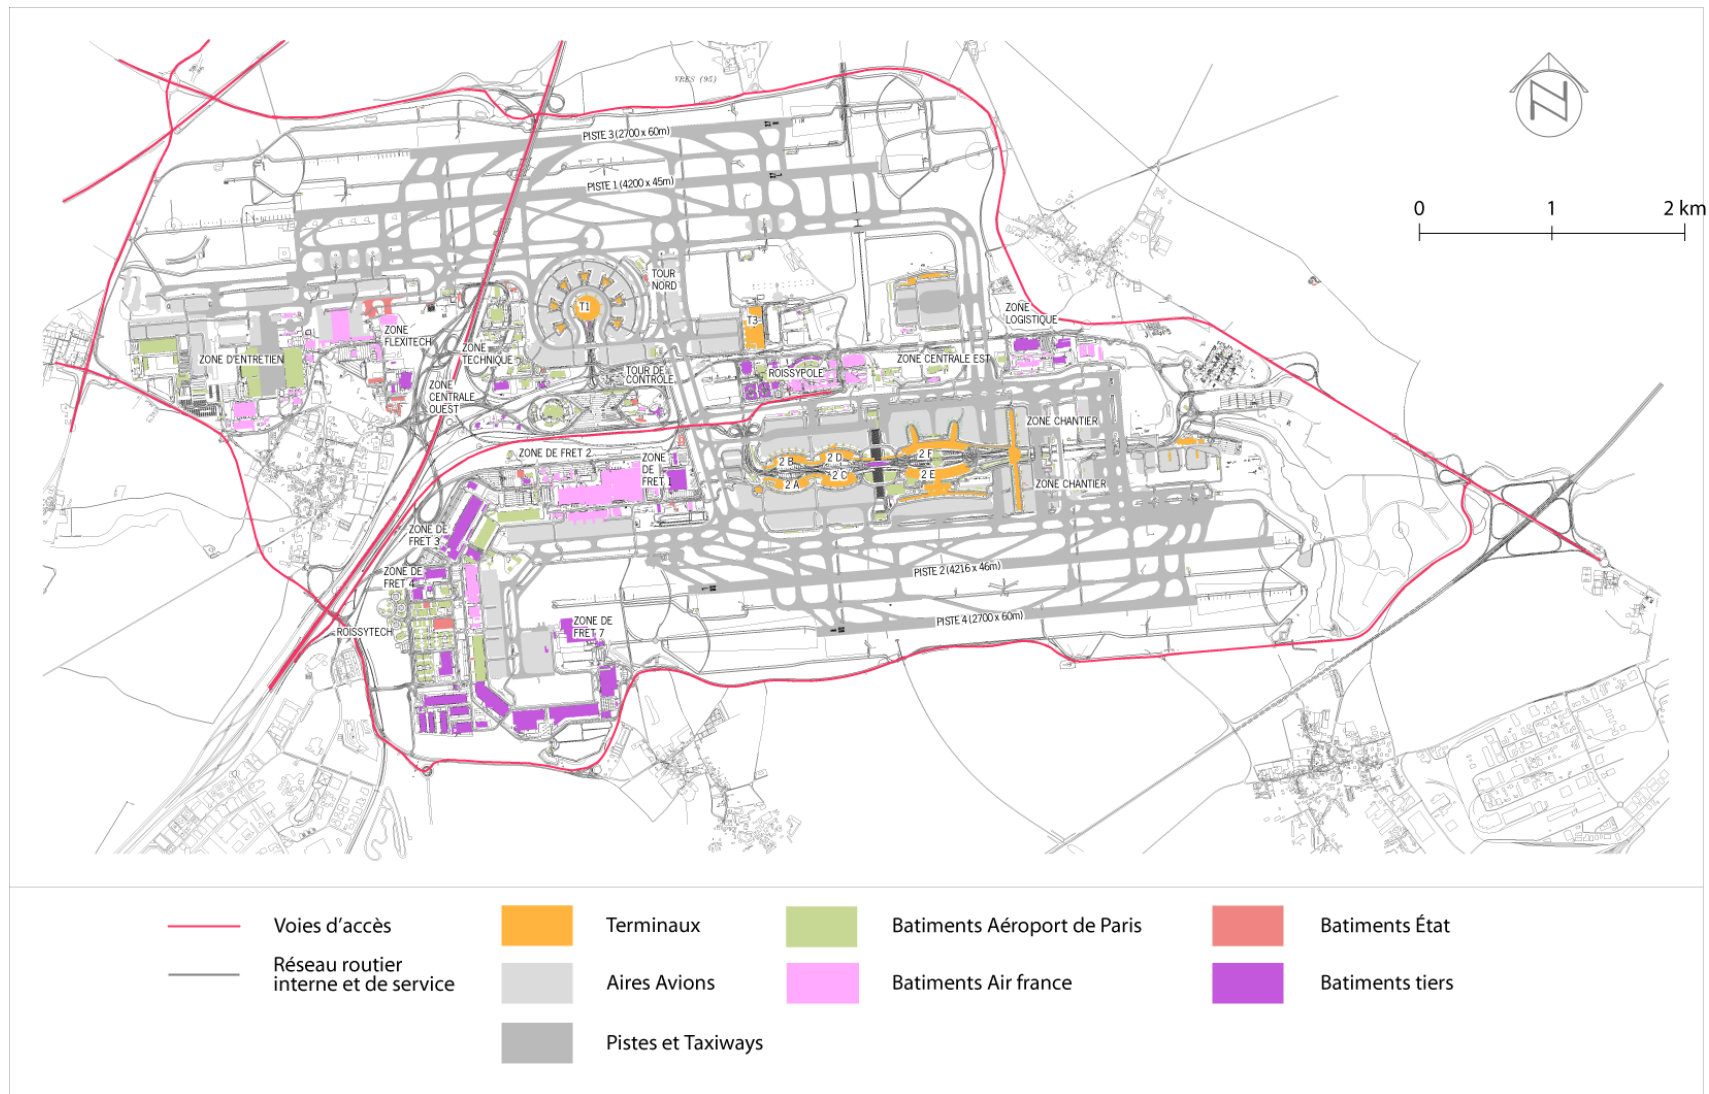 VRES (95)
PISTE 3 (2700 x 60m)
PISTE 1 (4200 x 45m)
0 1 2 km
TOUR
NORD
T1
T3
ZONE
LOGISTIQUE
ZONE
FLEXITECH
ZONE D'ENTRETIEN
ZONE
TECHNIQUE
TOUR DE
CONTRÔLE
ROISSYPOLE
ZONE CENTRALE EST
ZONE
CENTRALE
OUEST
ZONE CHANTIER
ZONE DE FRET 2
ZONE
DE
FRET 1
2 B
2 D
2 F
2 A
2 C
2 E
ZONE CHANTIER
ZONE DE
FRET 3
ZONE DE
FRET 4
PISTE 2 (4216 x 46m)
ROISSYTECH
ZONE DE
FRET 7
PISTE 4 (2700 x 60m)
Voies d'accès
Réseau routier
interne et de service
Terminaux
Aires Avions
Pistes et Taxiways
Batiments Aéroport de Paris
Batiments Air france
Batiments État
Batiments tiers